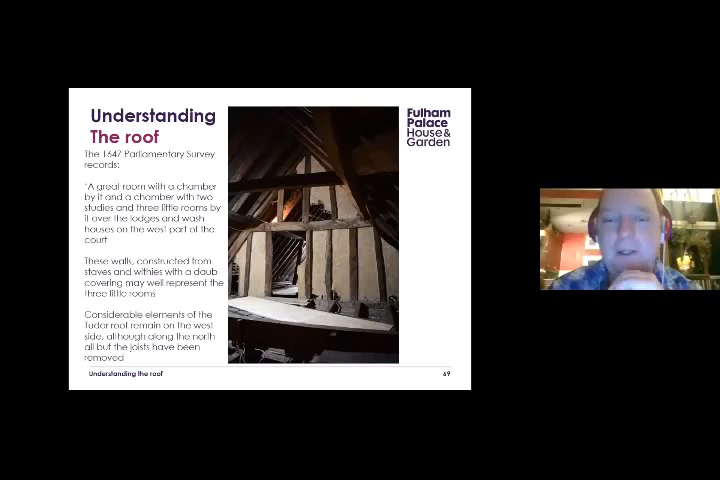 Understanding
The roof
The 1647 Parliamentary Survey
records:
'A great room with a chamber
by it and a chamber with two
studies and three little rooms by
it over the lodges and wash
houses on the west part of the
court
These walls, constructed from
staves and withies with a daub
covering may well represent the
three little rooms
Considerable elements of the
Tudor roof remain on the west
side, although along the north
all but the joists have been
removed
Fulham
Palace
House&
Garden
Understanding the roof
69